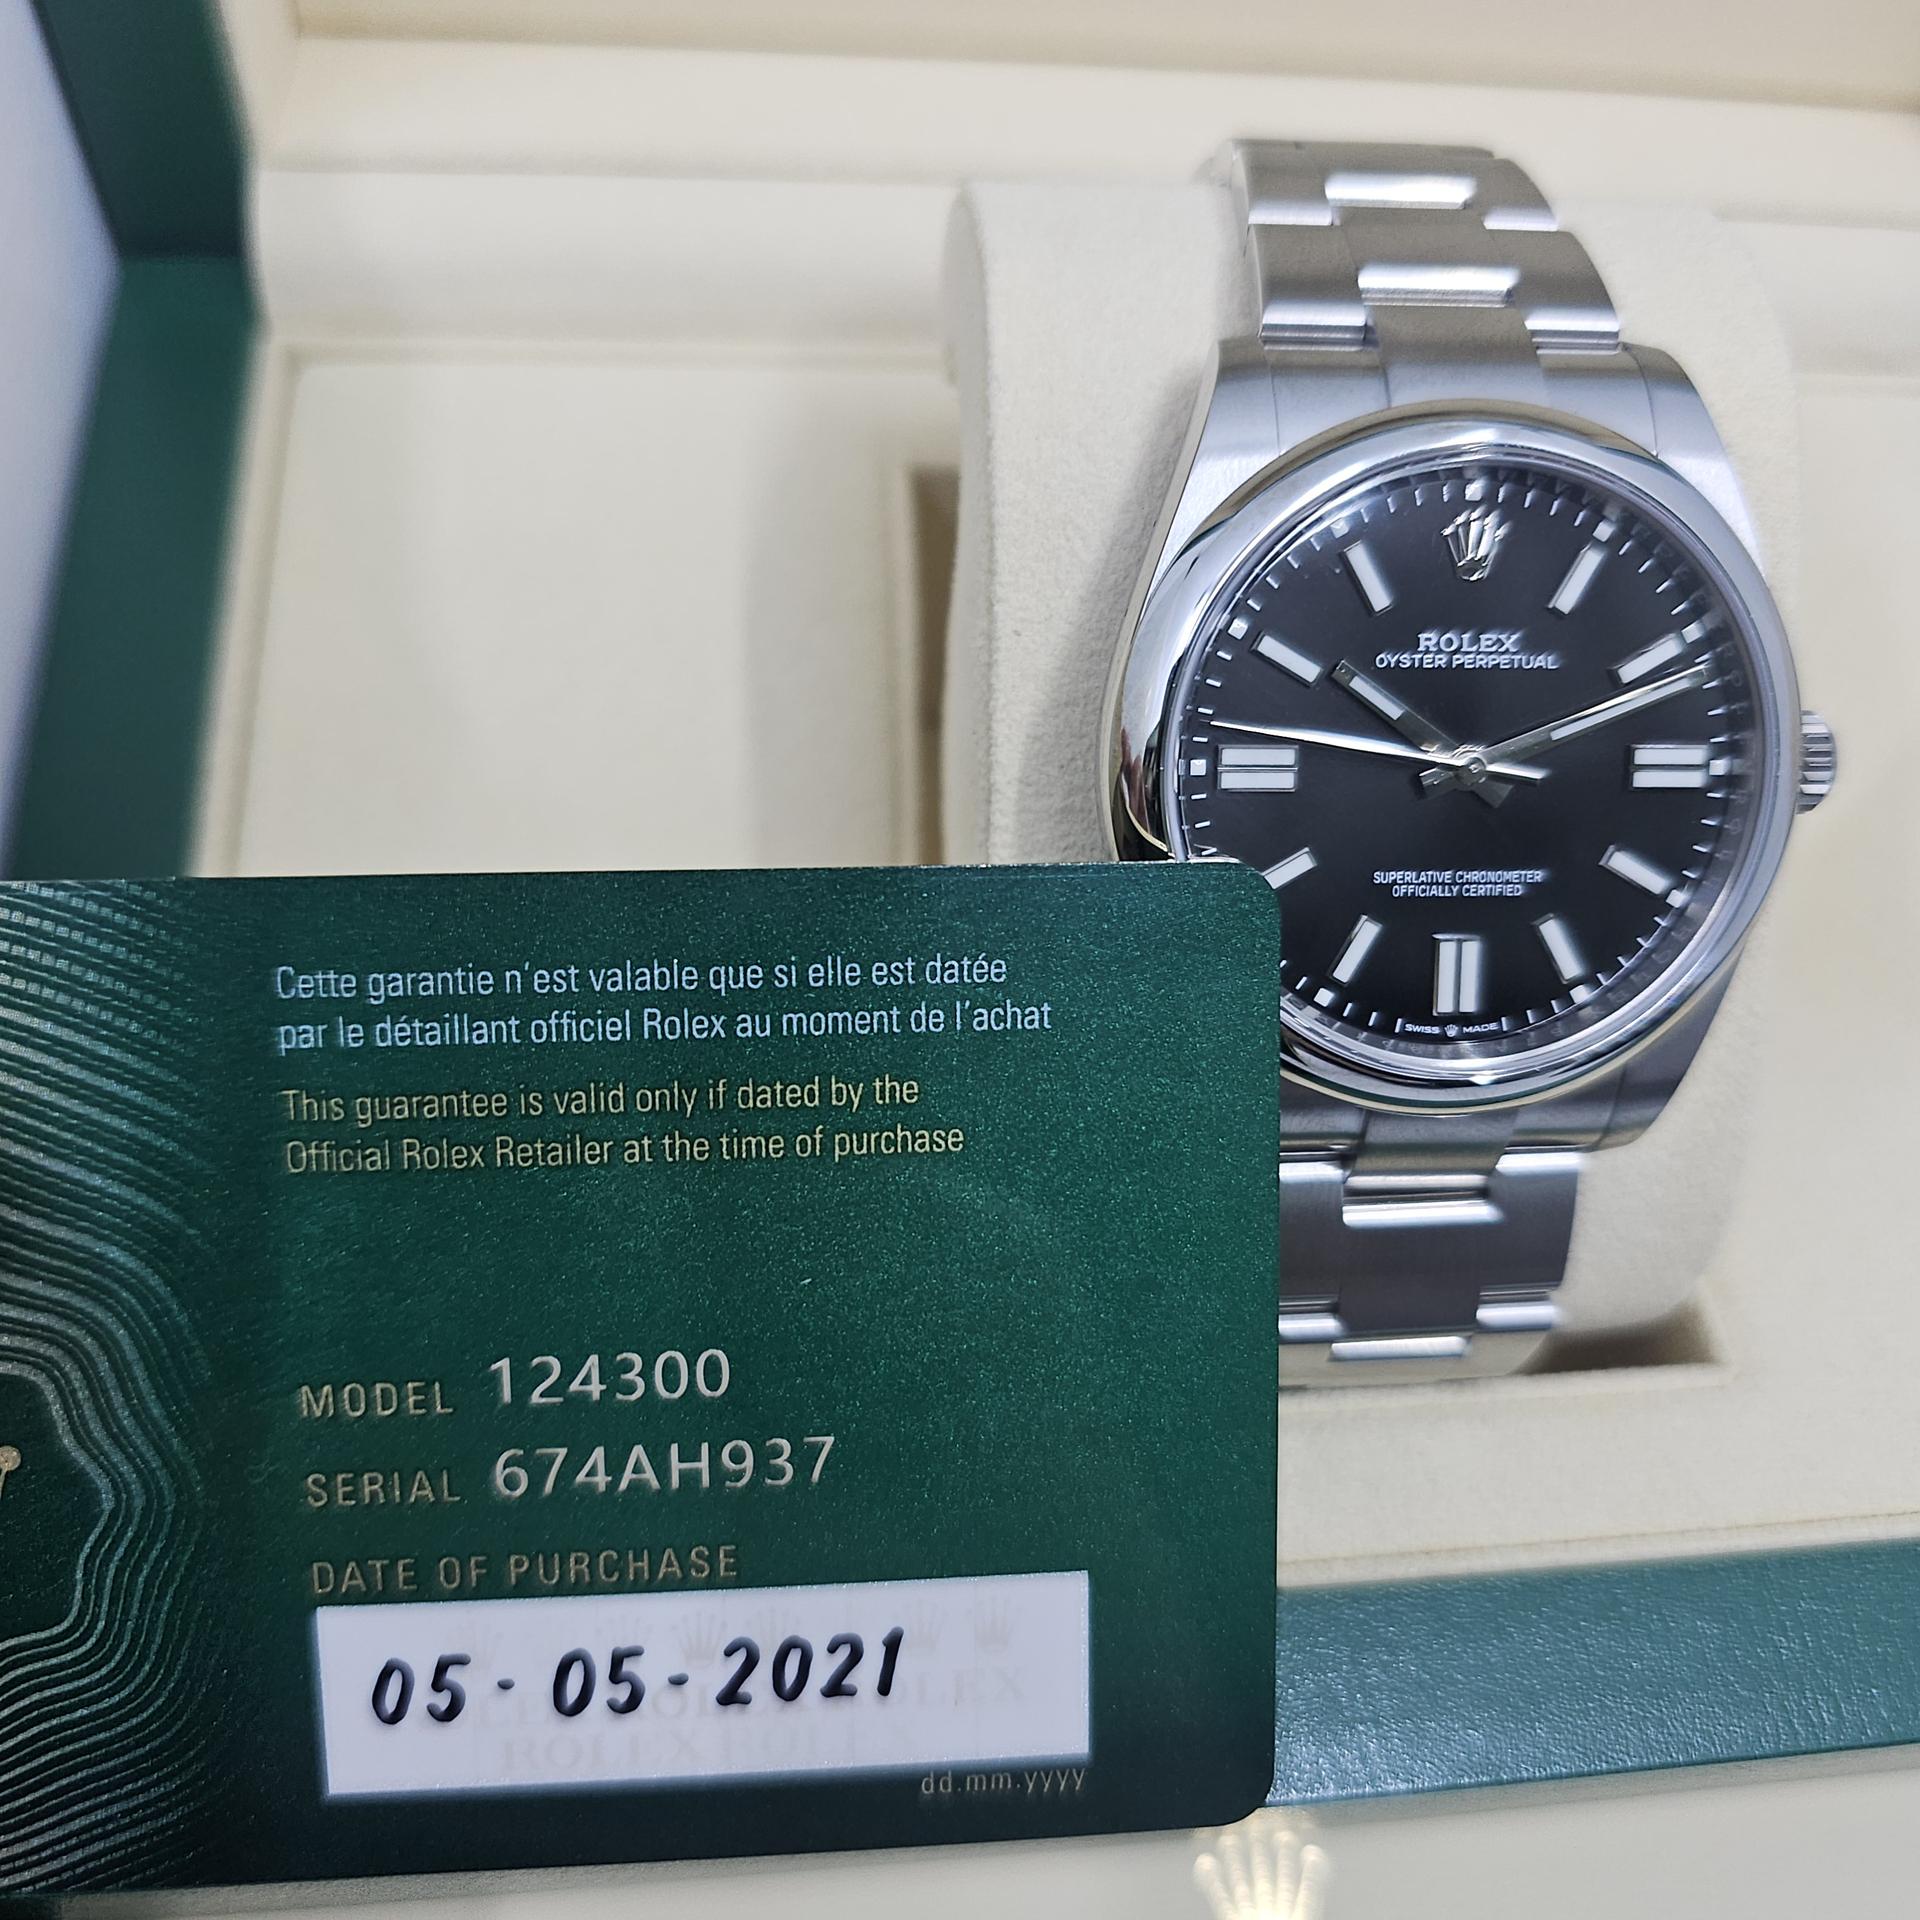 ROLEX
OYSTER PERPETUAL
SUPERLATIVE CHRONOMETER
OFFICIALLY CERTIFIED
SWISS MADE
Cette garantie n'est valable que si elle est datée
par le détaillant officiel Rolex au moment de l'achat
This guarantee is valid only if dated by the
Official Rolex Retailer at the time of purchase
MODEL 124300
SERIAL 674AH937
DATE OF PURCHASE
05-05-2021
ROLEX ROLEX
dd.mm.yyyy